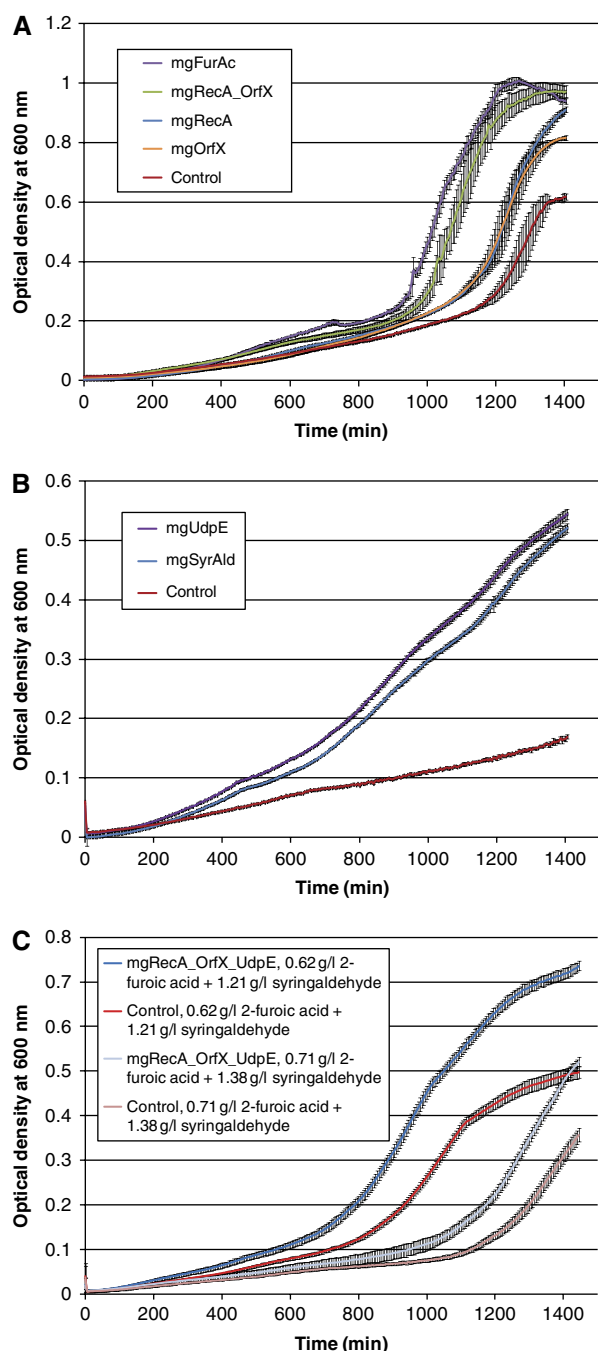 A
1.2
1
0.8
0.6
0.4
0.2
0
Optical density at 600 nm
mgFurAc
mgRecA_OrfX
mgRecA
mgOrfX
Control
0 200 400 600 800 1000 1200 1400
Time (min)
B
0.6
0.5
0.4
0.3
0.2
0.1
0
Optical density at 600 nm
mgUdpE
mgSyrAld
Control
0 200 400 600 800 1000 1200 1400
Time (min)
C
0.8
0.7
0.6
0.5
0.4
0.3
0.2
0.1
0
Optical density at 600 nm
mgRecA_OrfX_UdpE, 0.62 g/l 2-
furoic acid + 1.21 g/l syringaldehyde
Control, 0.62 g/l 2-furoic acid +
1.21 g/l syringaldehyde
mgRecA_OrfX_UdpE, 0.71 g/l 2-
furoic acid + 1.38 g/l syringaldehyde
Control, 0.71 g/l 2-furoic acid +
1.38 g/l syringaldehyde
0 200 400 600 800 1000 1200 1400
Time (min)